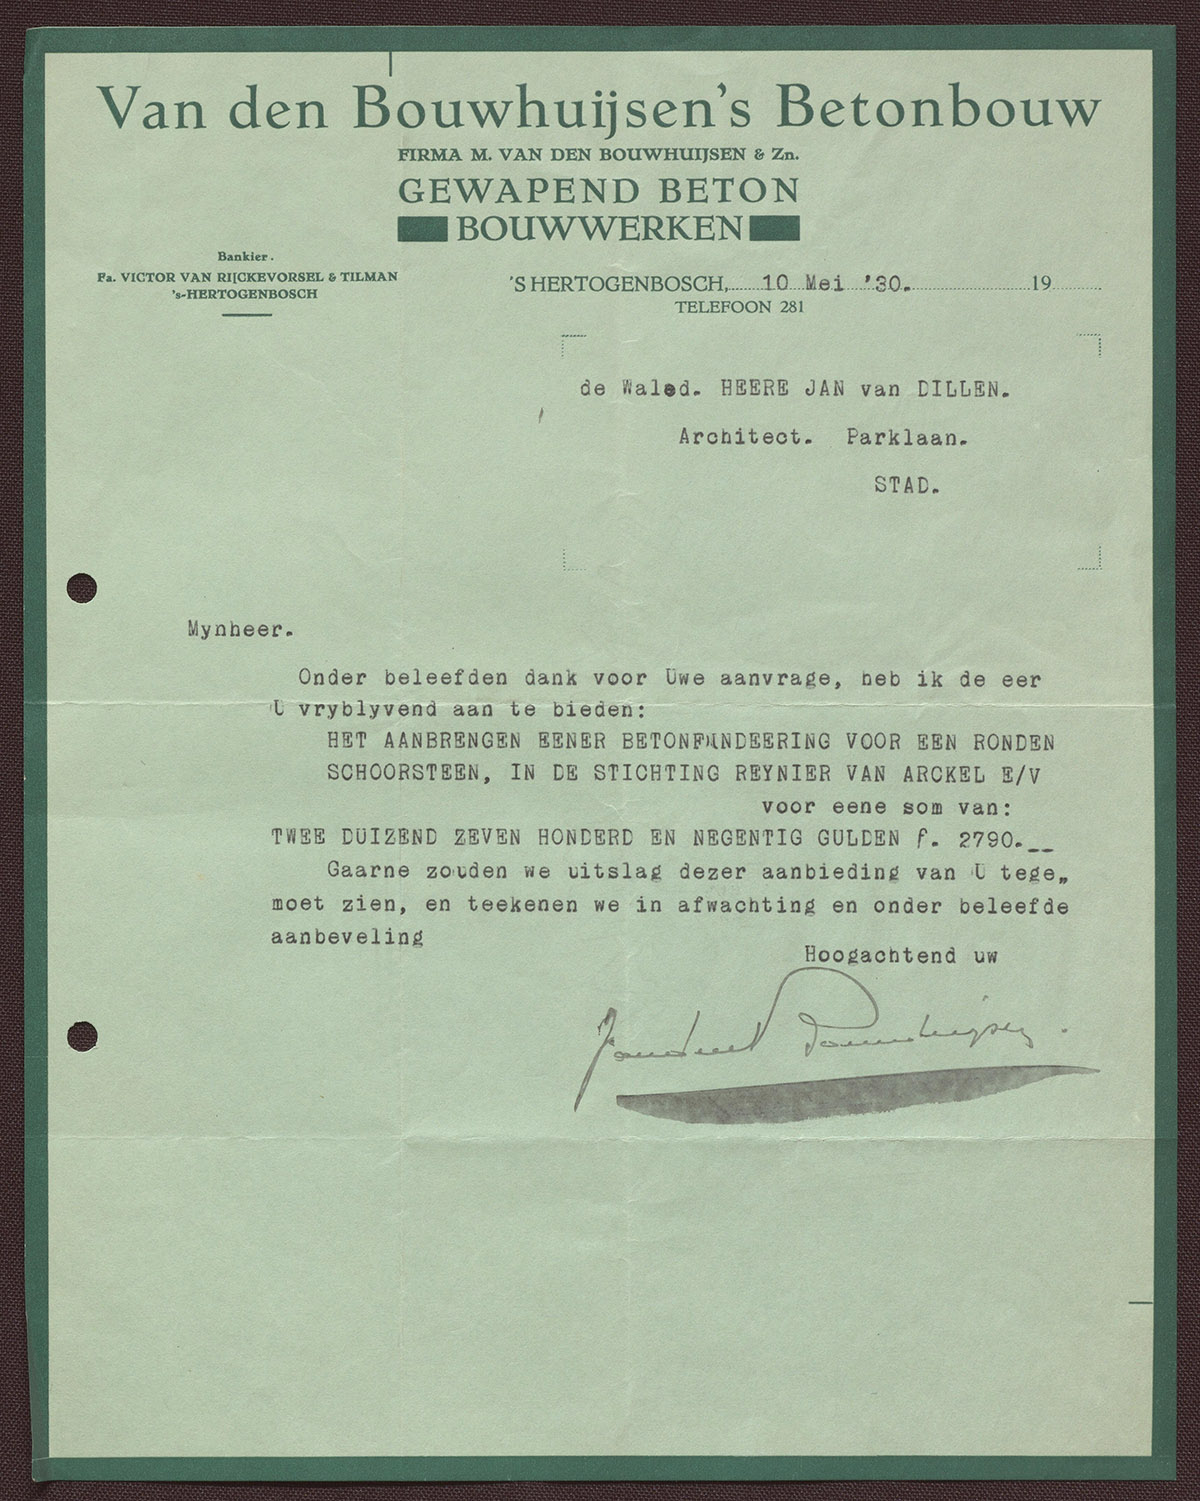 Van den Bouwhuijsen's Betonbouw
FIRMA M. VAN DEN BOUWHUIJSEN & Zn.
GEWAPEND BETON
BOUWWERKEN
Bankier.
Fa. VICTOR VAN RIJCKEVORSEL & TILMAN
's-HERTOGENBOSCH
'S HERTOGENBOSCH, 10 Mei '30. 19
TELEFOON 281
de Waled. HEERE JAN van DILLEN.
Architect. Parklaan.
STAD.
Mynheer.
Onder beleefden dank voor Uwe aanvrage, heb ik de eer
U vryblyvend aan te bieden:
HET AANBRENGEN EENER BETONFUNDEERING VOOR EEN RONDEN
SCHOORSTEEN, IN DE STICHTING REYNIER VAN ARCKEL E/V
voor eene som van:
TWEE DUIZEND ZEVEN HONDERD EN NEGENTIG GULDEN f. 2790.__
Gaarne zouden we uitslag dezer aanbieding van U tege„
moet zien, en teekenen we in afwachting en onder beleefde
aanbeveling
Hoogachtend uw